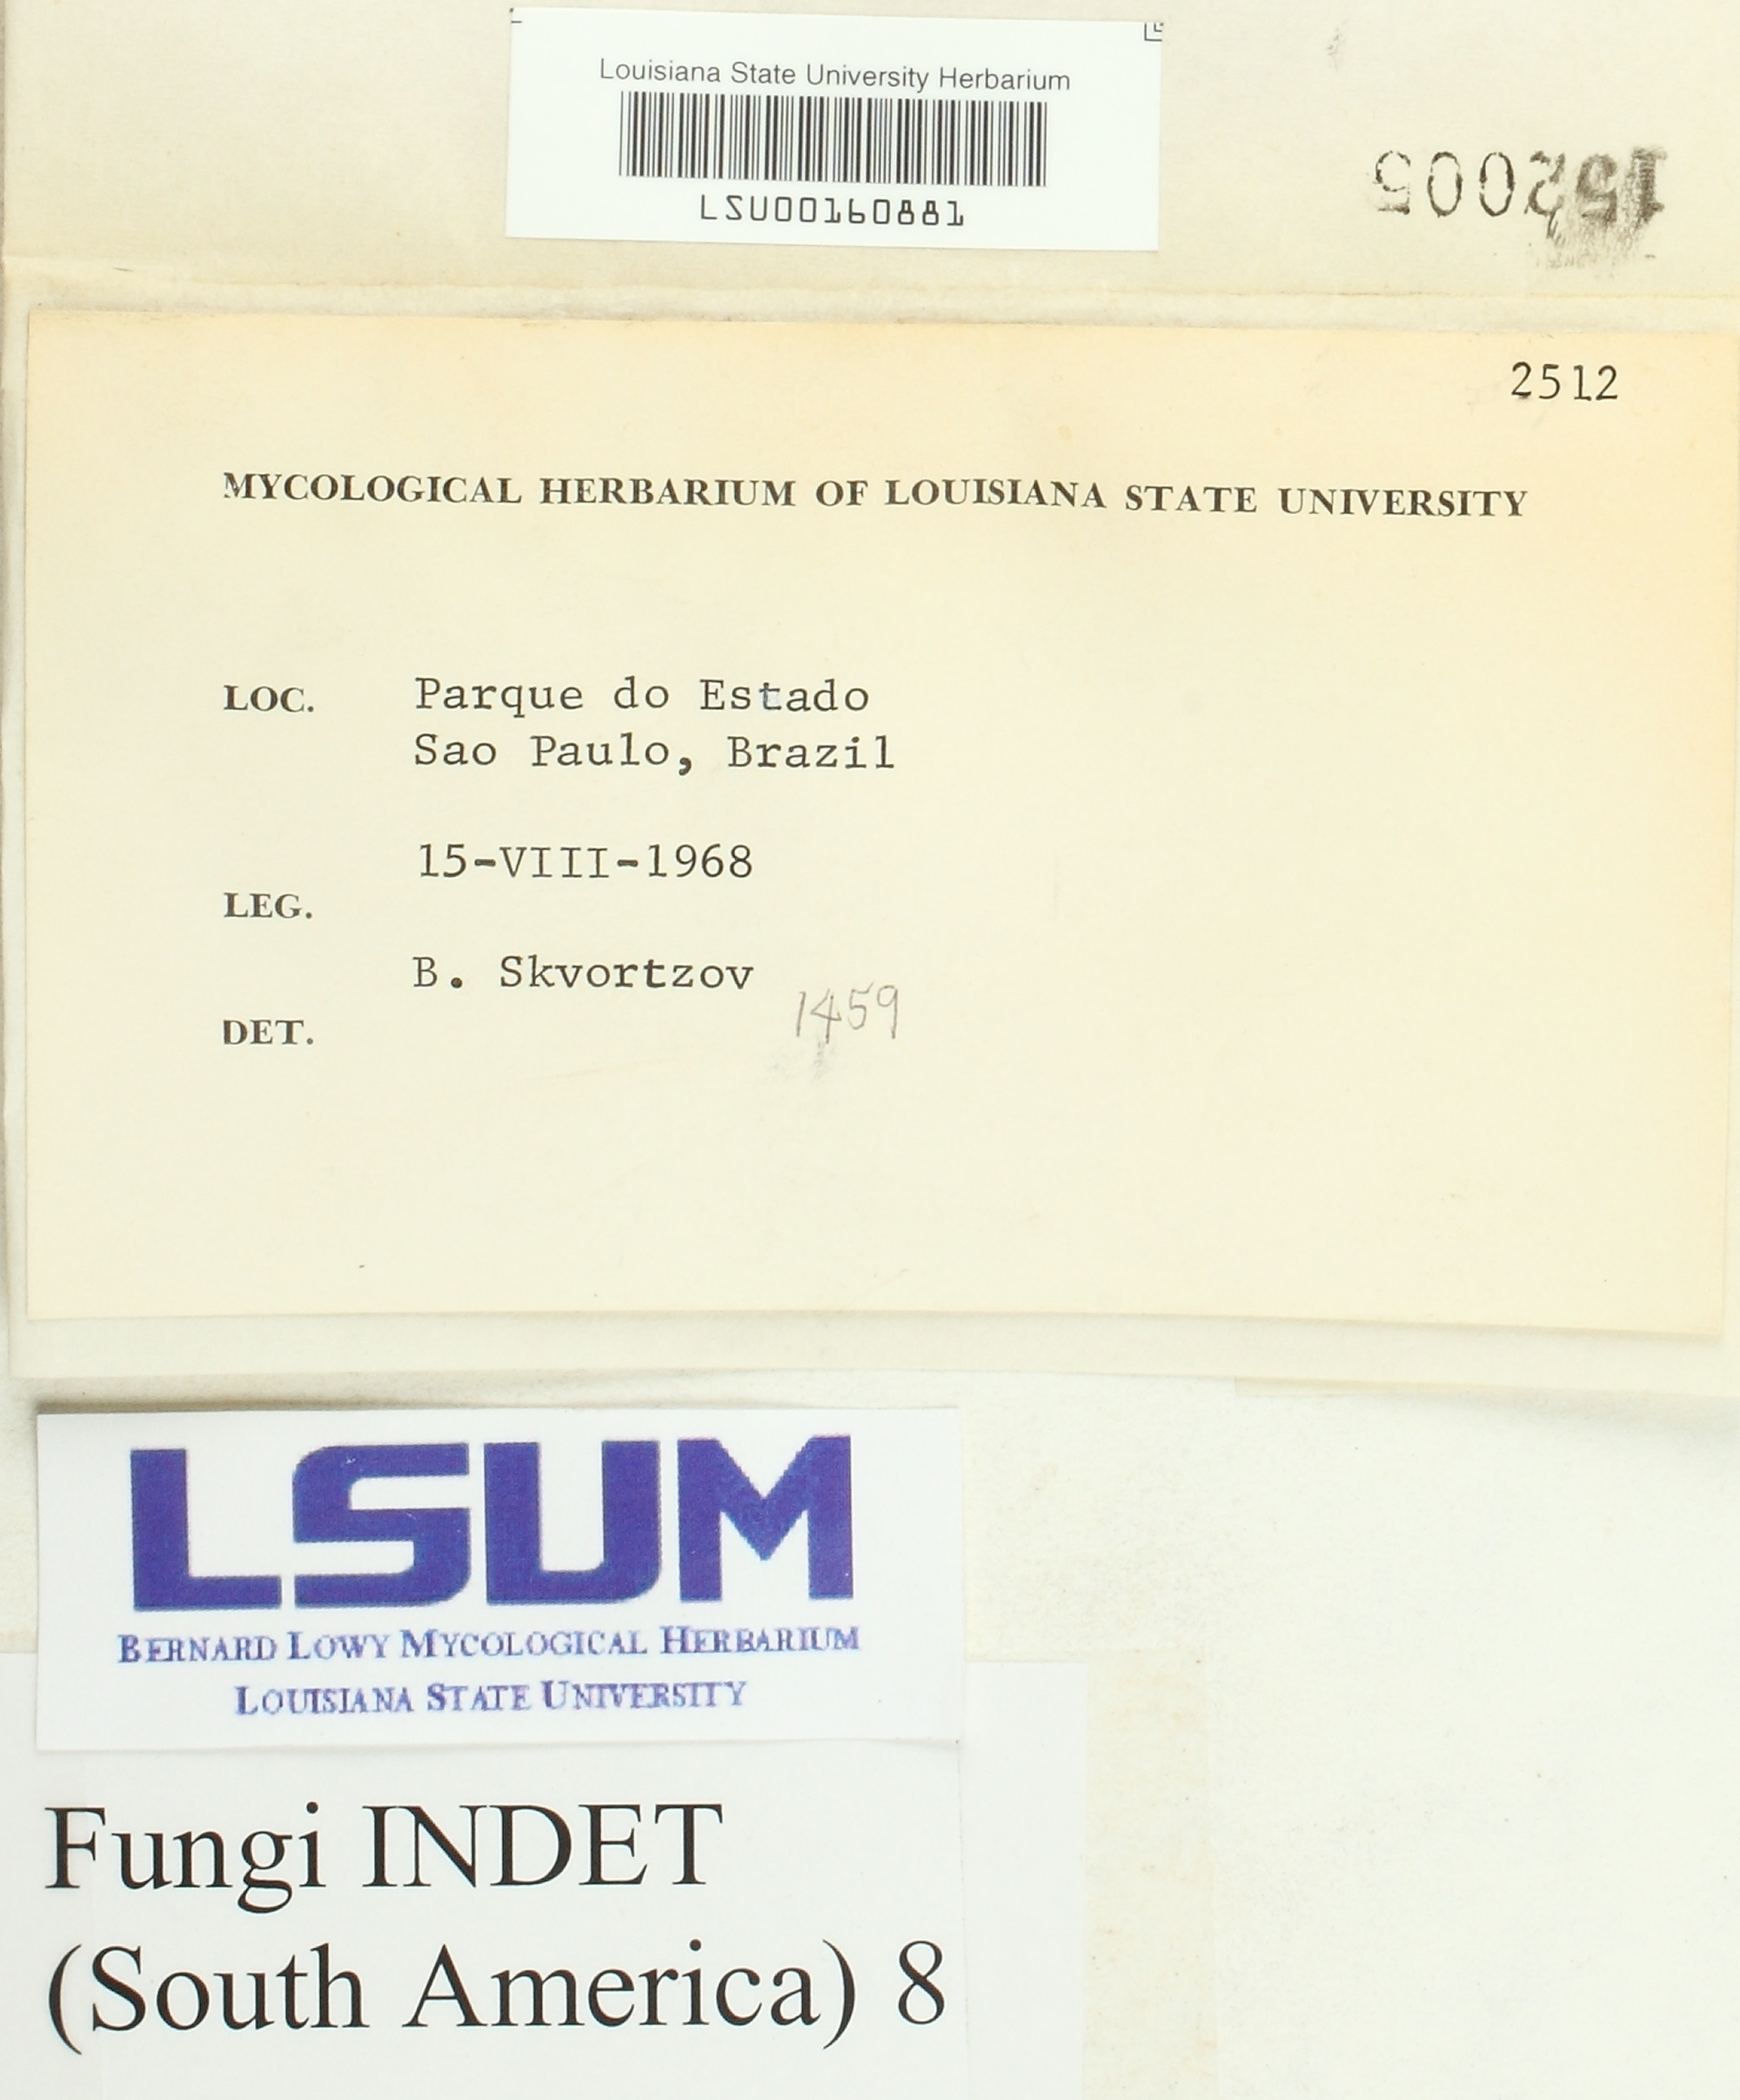 Louisiana State University Herbarium
LSU00160881
152005
2512
MYCOLOGICAL HERBARIUM OF LOUISIANA STATE UNIVERSITY
LOC. Parque do Estado
Sao Paulo, Brazil
15-VIII-1968
LEG.
B. Skvortzov
1459
DET.
LSUM
BERNARD LOWY MYCOLOGICAL HERBARIUM
LOUISIANA STATE UNIVERSITY
Fungi INDET
(South America) 8